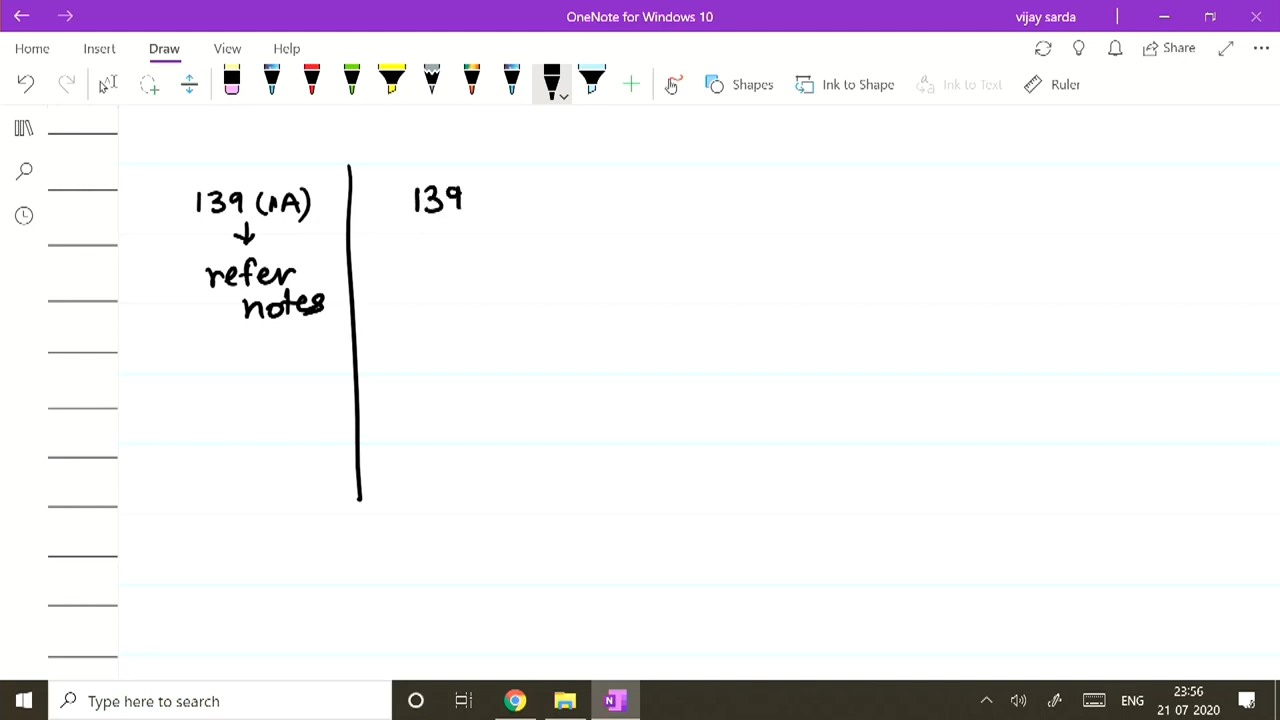 OneNote for Windows 10
vijay sarda
Home Insert Draw View Help
Share
Shapes
Ink to Shape
Ink to Text
Ruler
139 (1A)
refer
notes
139
Type here to search
ENG
23:56
21 07 2020